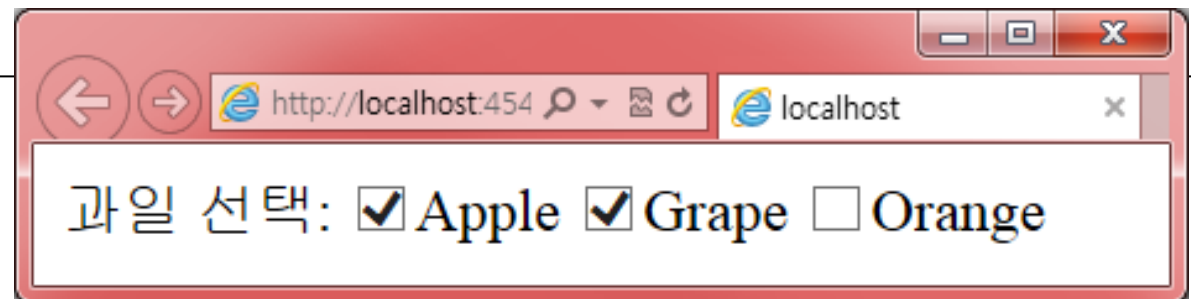 http://localhost:454 localhost
과일 선택: Apple Grape Orange